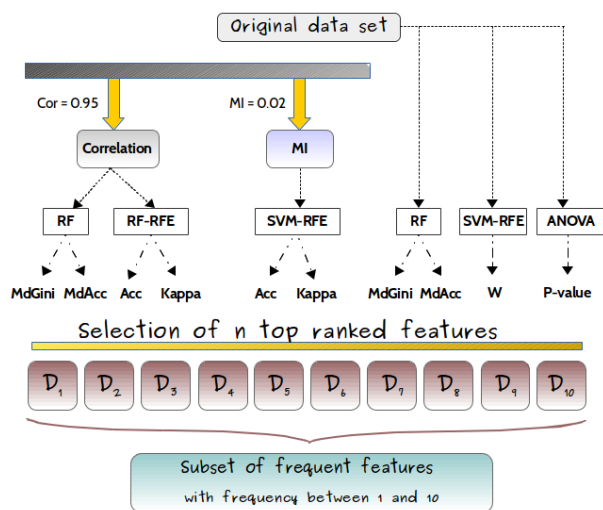 Original data set
Cor = 0.95 MI = 0.02
Correlation MI
RF RF-RFE SVM-RFE RF SVM-RFE ANOVA
MdGini MdAcc Acc Kappa Acc Kappa MdGini MdAcc W P-value
Selection of n top ranked features
D1 D2 D3 D4 D5 D6 D7 D8 D9 D10
Subset of frequent features
with frequency between 1 and 10